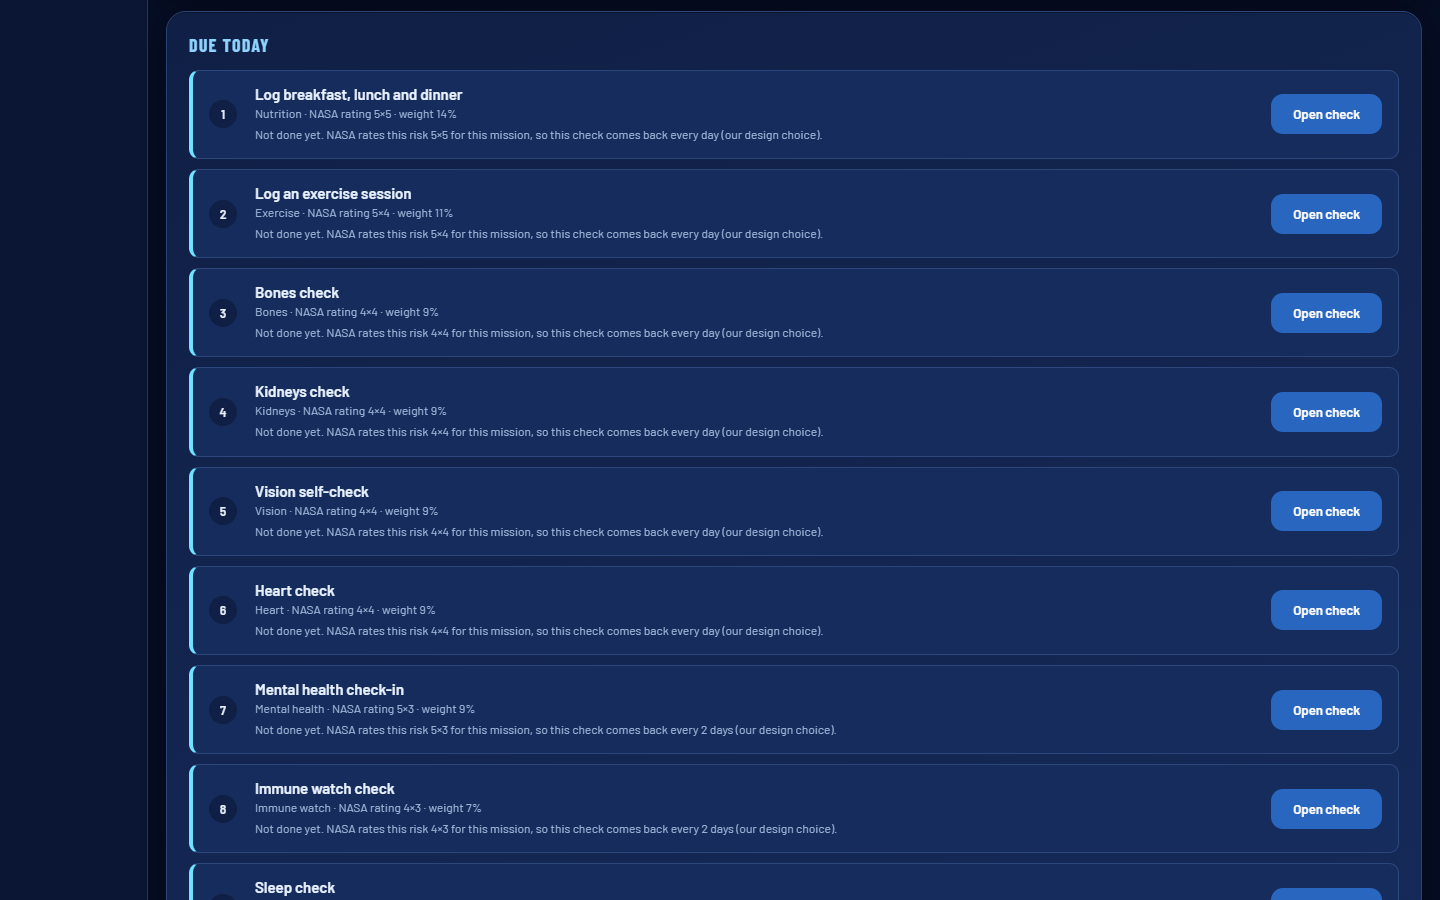 DUE TODAY
1
Log breakfast, lunch and dinner
Nutrition · NASA rating 5×5 · weight 14%
Not done yet. NASA rates this risk 5×5 for this mission, so this check comes back every day (our design choice).
Open check
2
Log an exercise session
Exercise · NASA rating 5×4 · weight 11%
Not done yet. NASA rates this risk 5×4 for this mission, so this check comes back every day (our design choice).
Open check
3
Bones check
Bones · NASA rating 4×4 · weight 9%
Not done yet. NASA rates this risk 4×4 for this mission, so this check comes back every day (our design choice).
Open check
4
Kidneys check
Kidneys · NASA rating 4×4 · weight 9%
Not done yet. NASA rates this risk 4×4 for this mission, so this check comes back every day (our design choice).
Open check
5
Vision self-check
Vision · NASA rating 4×4 · weight 9%
Not done yet. NASA rates this risk 4×4 for this mission, so this check comes back every day (our design choice).
Open check
6
Heart check
Heart · NASA rating 4×4 · weight 9%
Not done yet. NASA rates this risk 4×4 for this mission, so this check comes back every day (our design choice).
Open check
7
Mental health check-in
Mental health · NASA rating 5×3 · weight 9%
Not done yet. NASA rates this risk 5×3 for this mission, so this check comes back every 2 days (our design choice).
Open check
8
Immune watch check
Immune watch · NASA rating 4×3 · weight 7%
Not done yet. NASA rates this risk 4×3 for this mission, so this check comes back every 2 days (our design choice).
Open check
Sleep check